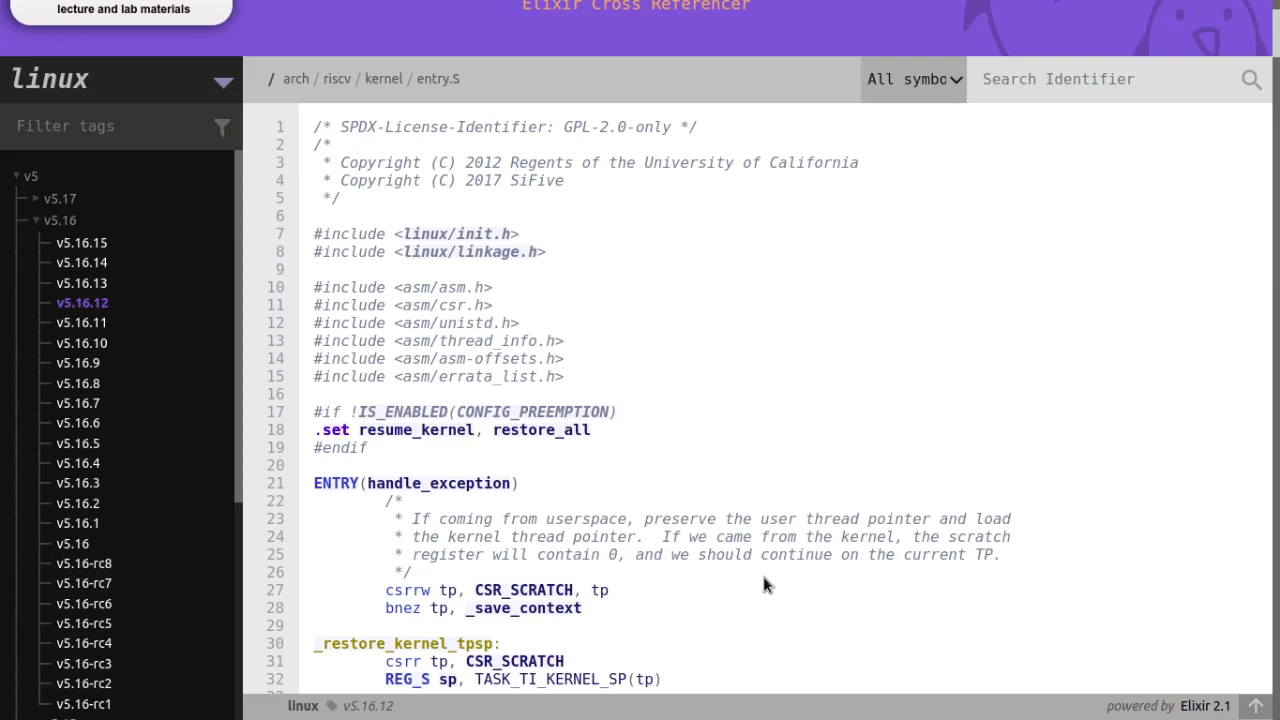 lecture and lab materials
Elixir Cross Referencer
linux
/ arch / riscv / kernel / entry.S
All symbo
Search Identifier
Filter tags
v5
v5.17
v5.16
v5.16.15
v5.16.14
v5.16.13
v5.16.12
v5.16.11
v5.16.10
v5.16.9
v5.16.8
v5.16.7
v5.16.6
v5.16.5
v5.16.4
v5.16.3
v5.16.2
v5.16.1
v5.16
v5.16-rc8
v5.16-rc7
v5.16-rc6
v5.16-rc5
v5.16-rc4
v5.16-rc3
v5.16-rc2
v5.16-rc1
1 /* SPDX-License-Identifier: GPL-2.0-only */
2 /*
3 * Copyright (C) 2012 Regents of the University of California
4 * Copyright (C) 2017 SiFive
5 */
6
7 #include <linux/init.h>
8 #include <linux/linkage.h>
9
10 #include <asm/asm.h>
11 #include <asm/csr.h>
12 #include <asm/unistd.h>
13 #include <asm/thread_info.h>
14 #include <asm/asm-offsets.h>
15 #include <asm/errata_list.h>
16
17 #if !IS_ENABLED(CONFIG_PREEMPTION)
18 .set resume_kernel, restore_all
19 #endif
20
21 ENTRY(handle_exception)
22 /*
23 * If coming from userspace, preserve the user thread pointer and load
24 * the kernel thread pointer.  If we came from the kernel, the scratch
25 * register will contain 0, and we should continue on the current TP.
26 */
27 csrrw tp, CSR_SCRATCH, tp
28 bnez tp, _save_context
29
30 _restore_kernel_tpsp:
31 csrr tp, CSR_SCRATCH
32 REG_S sp, TASK_TI_KERNEL_SP(tp)
linux v5.16.12
powered by Elixir 2.1